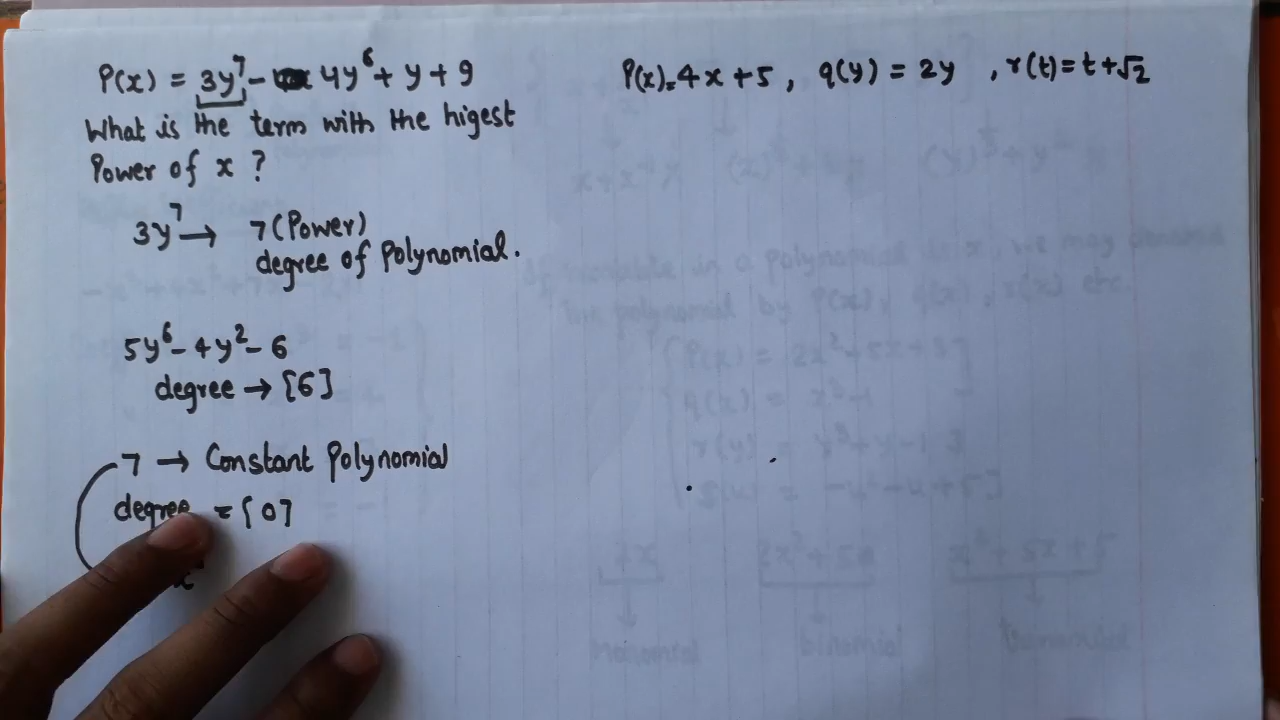 P(x) = 3y⁷ - 4y⁶ + y + 9
What is the term with the higest
Power of x ?
3y⁷ → 7 (Power)
degree of Polynomial.
5y⁶ - 4y² - 6
degree → [6]
7 → Constant Polynomial
degree = [0]
P(x) = 4x + 5 , q(y) = 2y , r(t) = t + √2